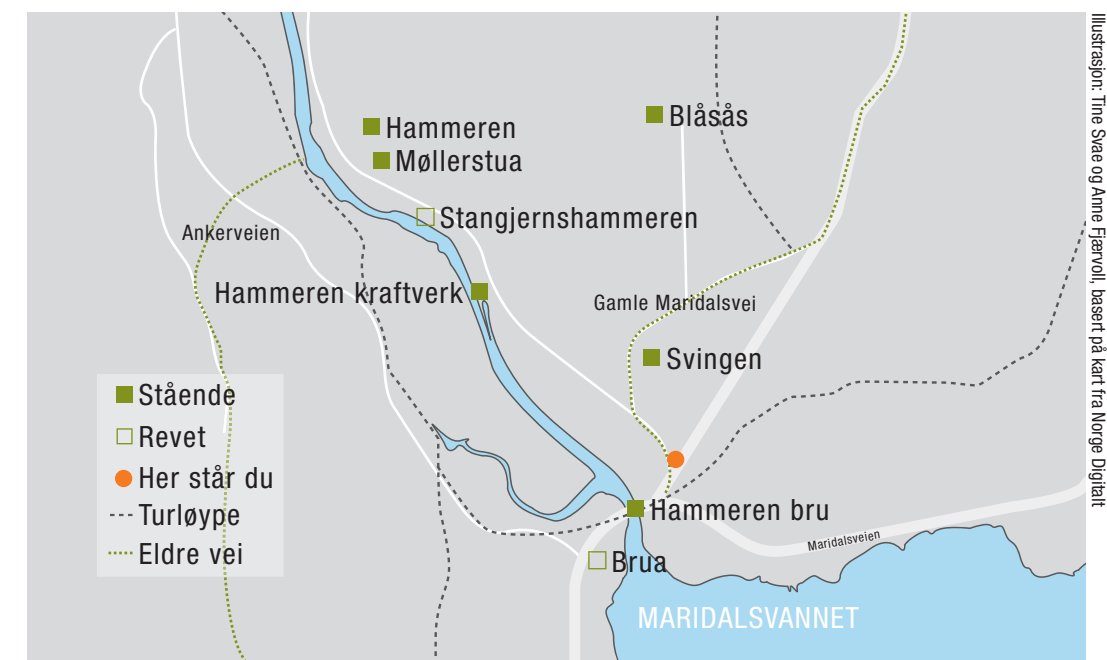 Hammeren
Møllerstua
Blåsås
Stangjernshammeren
Ankerveien
Hammeren kraftverk
Gamle Maridalsvei
Svingen
Stående
Revet
Her står du
Turløype
Eldre vei
Hammeren bru
Maridalsveien
Brua
MARIDALSVANNET
Illustrasjon: Tine Svae og Anne Fjærvoll, basert på kart fra Norge Digitalt